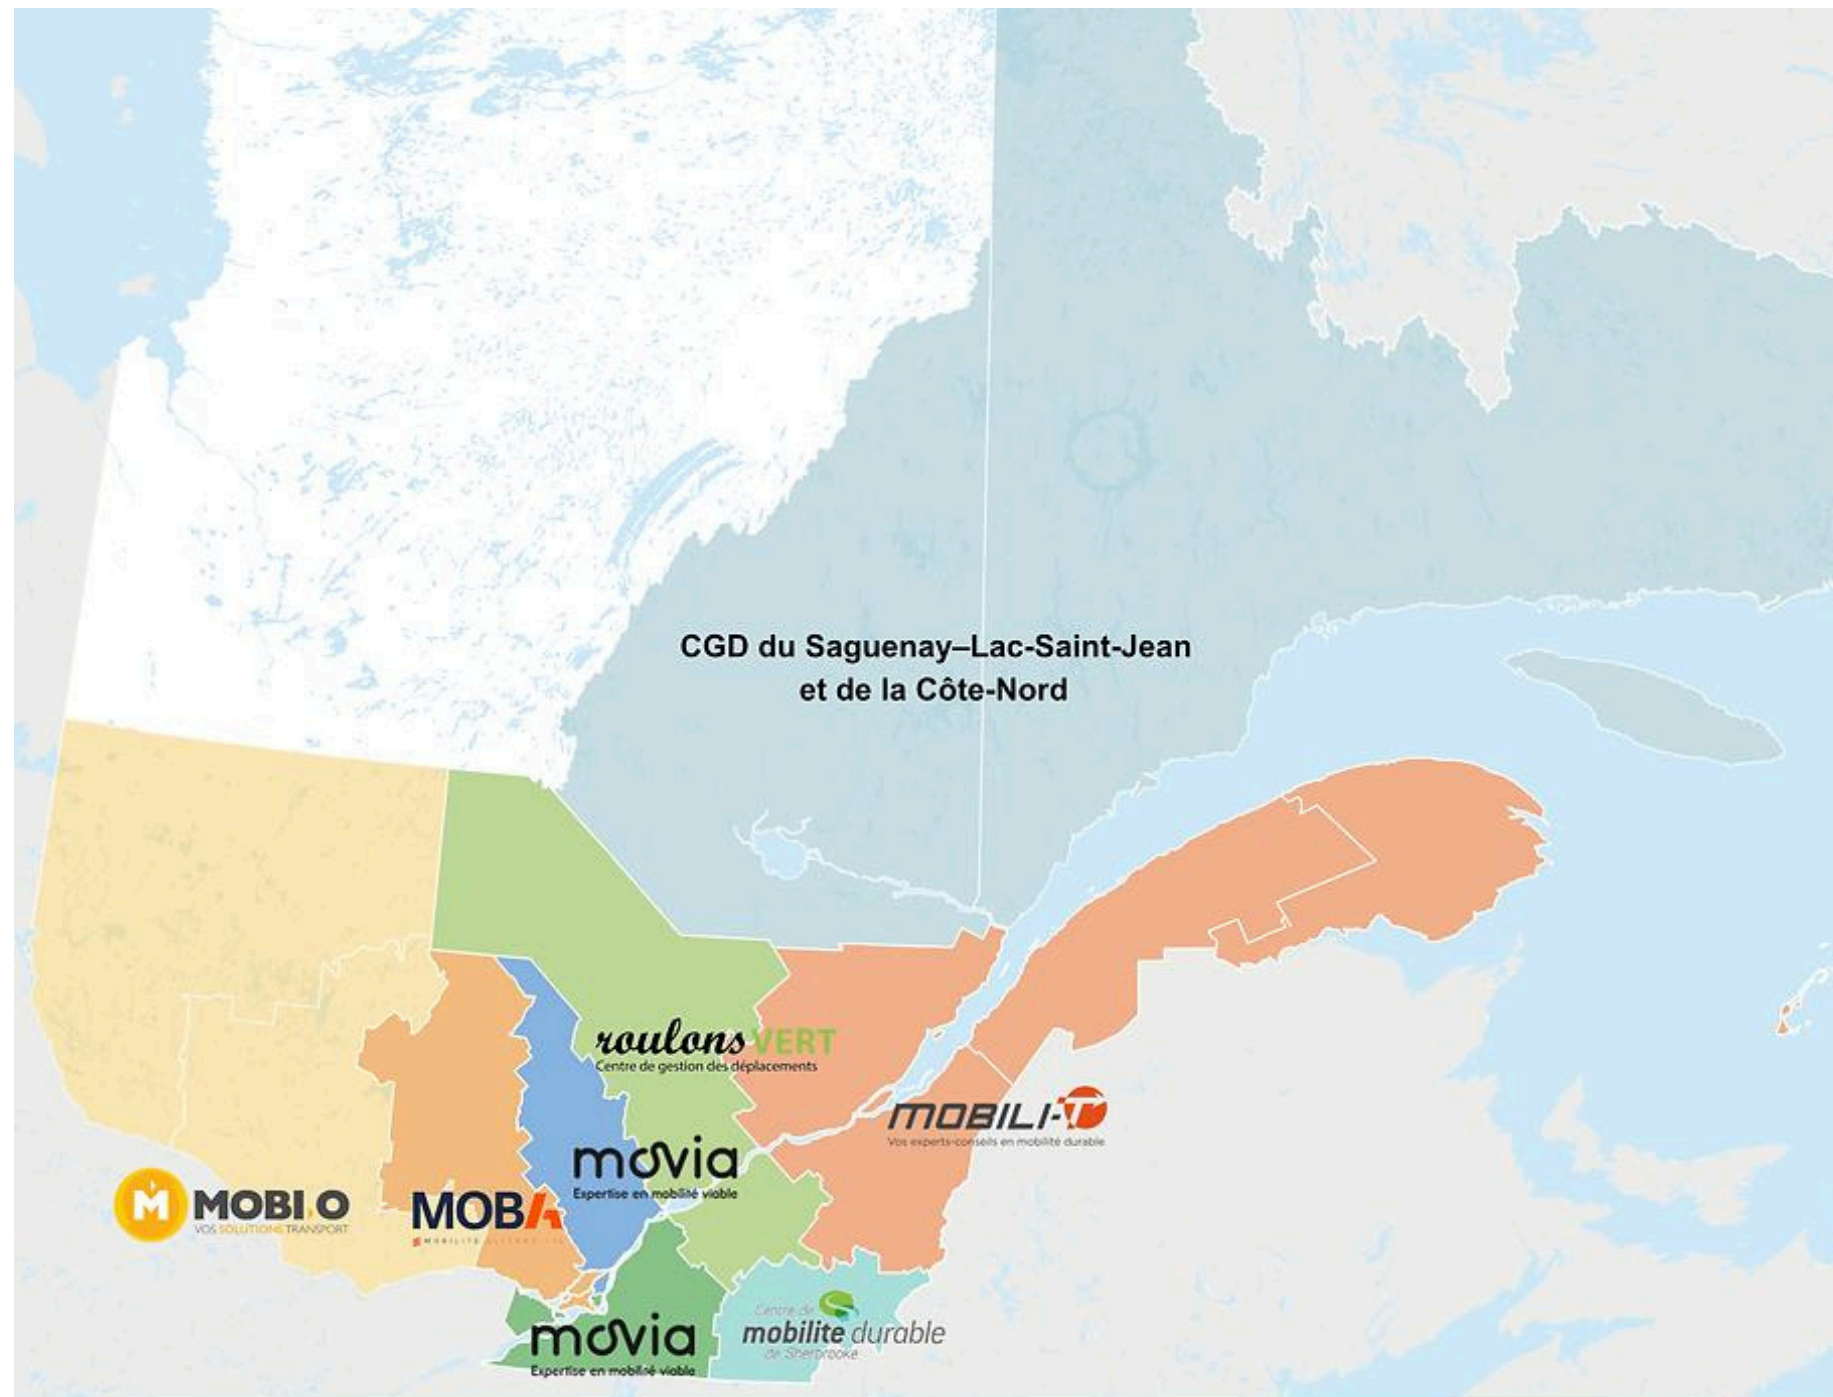 CGD du Saguenay–Lac-Saint-Jean
et de la Côte-Nord
roulons VERT
Centre de gestion des déplacements
MOBILI-T
Vos experts-conseils en mobilité durable
movia
Expertise en mobilité viable
MOBI-O
VOS SOLUTIONS TRANSPORT
MOBA
MOBILITÉ
Centre de
mobilite durable
de Sherbrooke
movia
Expertise en mobilité viable